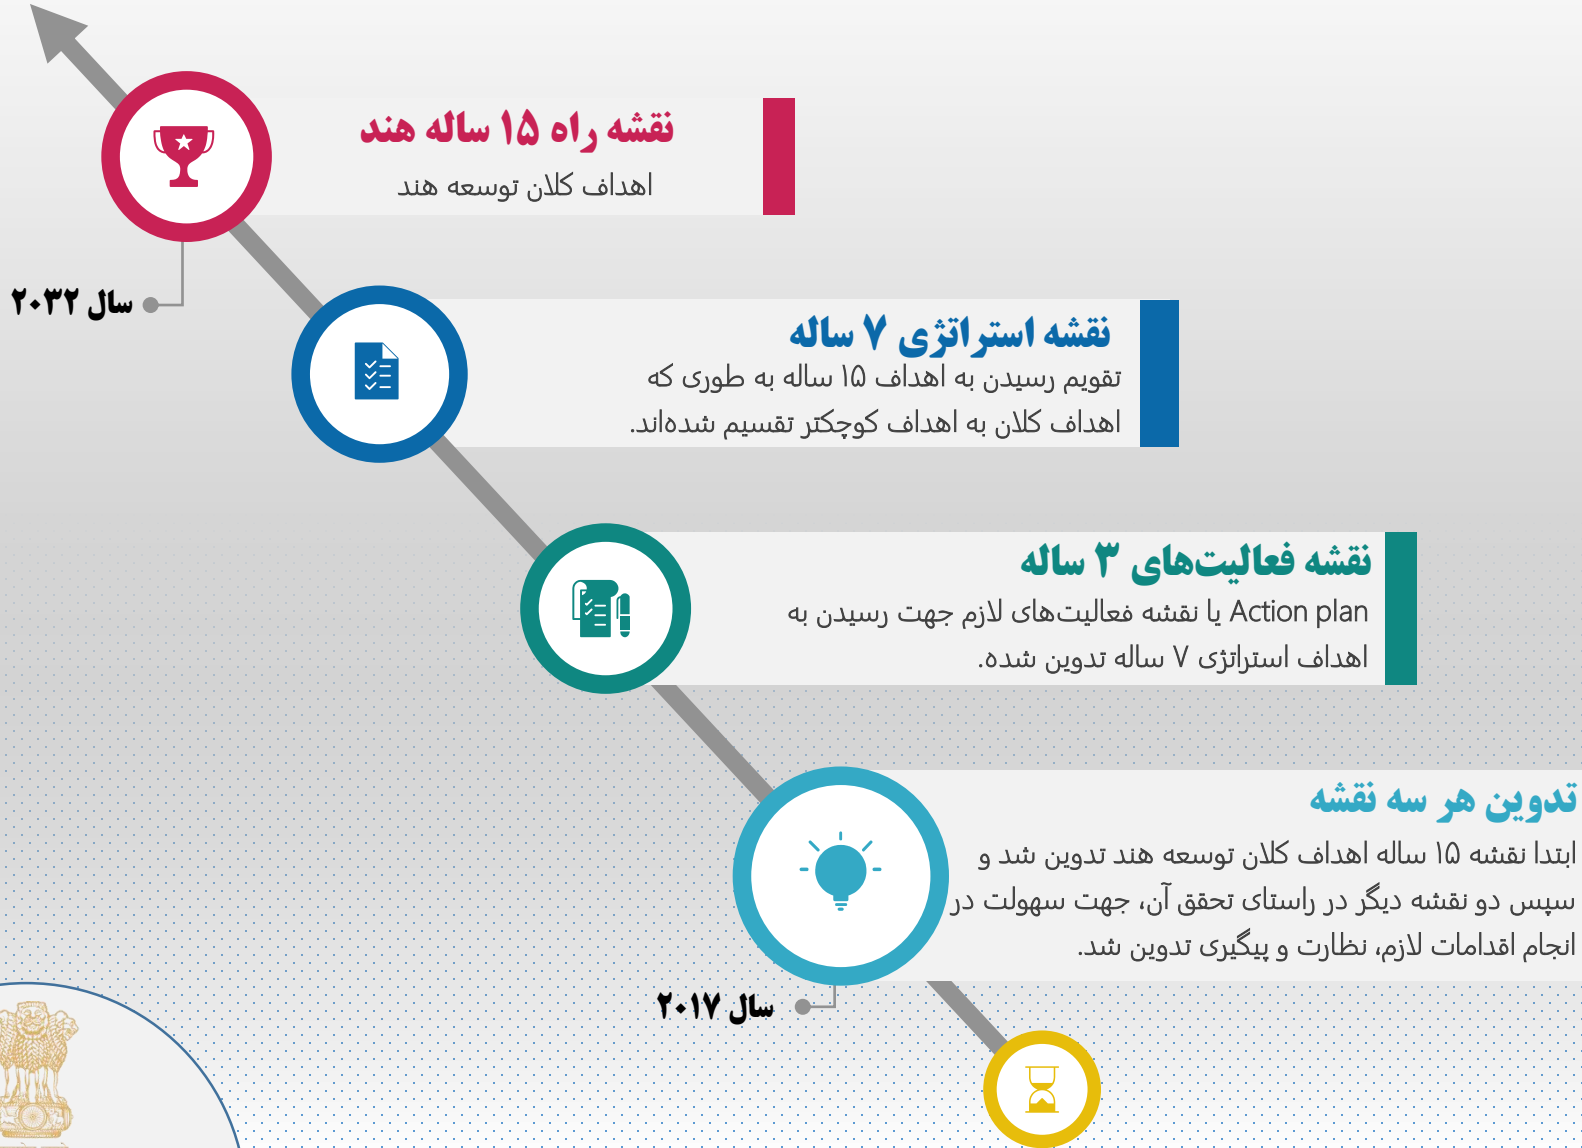 نقشه راه ۱۵ ساله هند
اهداف کلان توسعه هند
سال ۲۰۳۲
نقشه استراتژی ۷ ساله
تقویم رسیدن به اهداف ۱۵ ساله به طوری که
اهداف کلان به اهداف کوچکتر تقسیم شده‌اند.
نقشه فعالیت‌های ۳ ساله
Action plan یا نقشه فعالیت‌های لازم جهت رسیدن به
اهداف استراتژی ۷ ساله تدوین شده.
تدوین هر سه نقشه
ابتدا نقشه ۱۵ ساله اهداف کلان توسعه هند تدوین شد و
سپس دو نقشه دیگر در راستای تحقق آن، جهت سهولت در
انجام اقدامات لازم، نظارت و پیگیری تدوین شد.
سال ۲۰۱۷